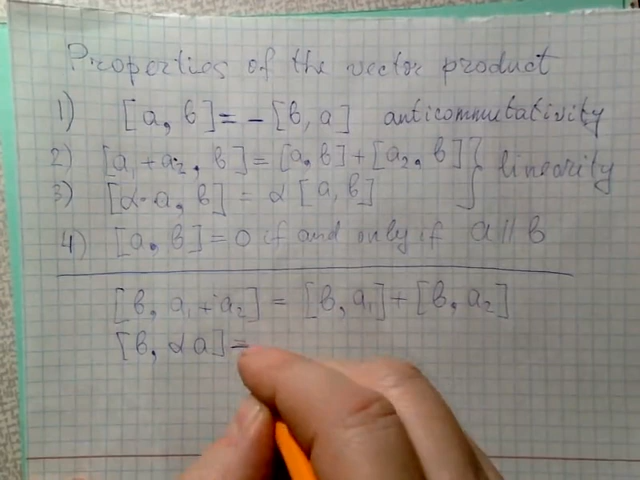 Properties of the vector product
1) [a, b] = - [b, a] anticommutativity
2) [a₁ + a₂, b] = [a, b] + [a₂, b] } linearity
3) [α · a, b] = α [a, b]
4) [a, b] = 0 if and only if a || b
[b, a₁ + a₂] = [b, a₁] + [b, a₂]
[b, α a] =